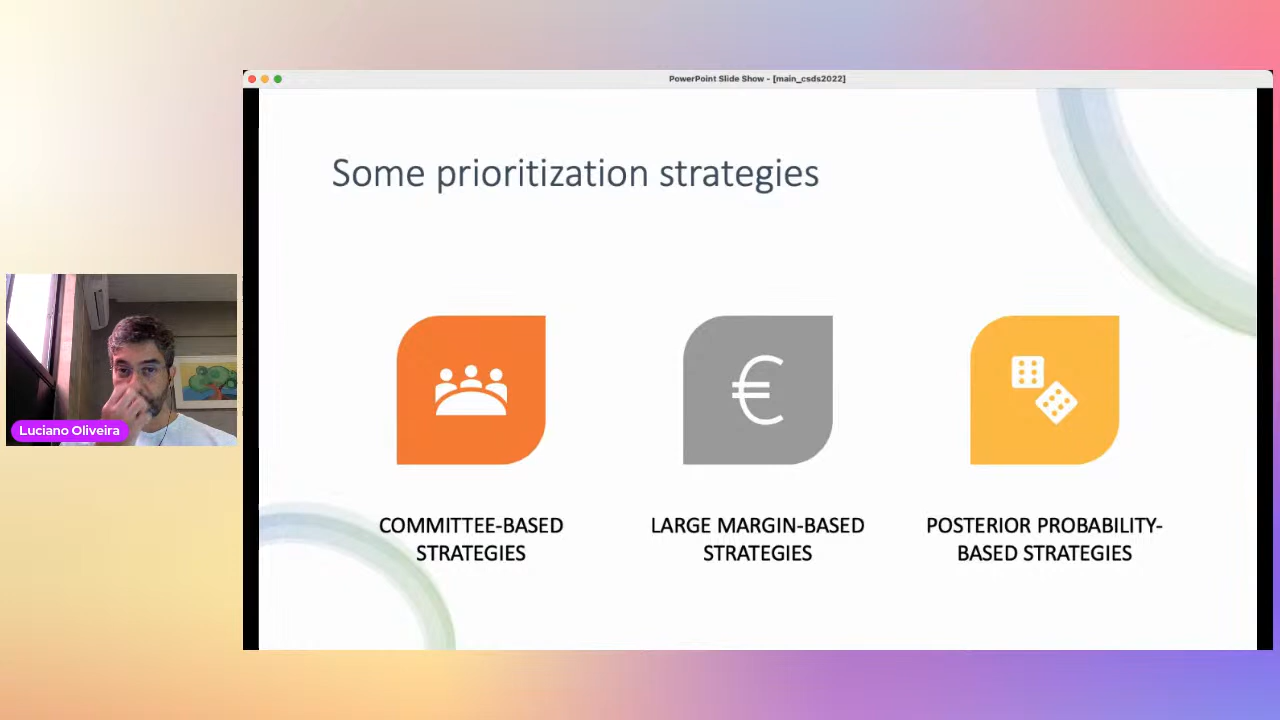 PowerPoint Slide Show - [main_csds2022]
Some prioritization strategies
Luciano Oliveira
COMMITTEE-BASED
STRATEGIES
LARGE MARGIN-BASED
STRATEGIES
POSTERIOR PROBABILITY-
BASED STRATEGIES